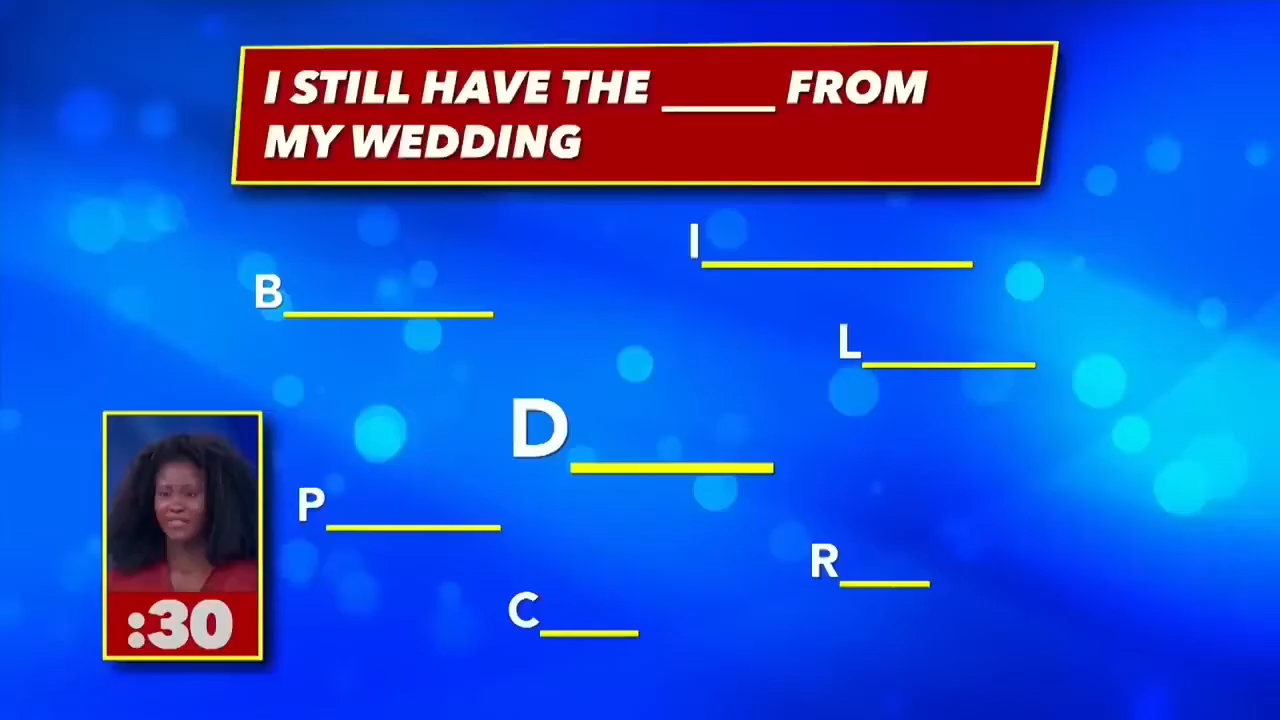 I STILL HAVE THE _____ FROM
MY WEDDING
I
B
L
D
P
R
C
:30